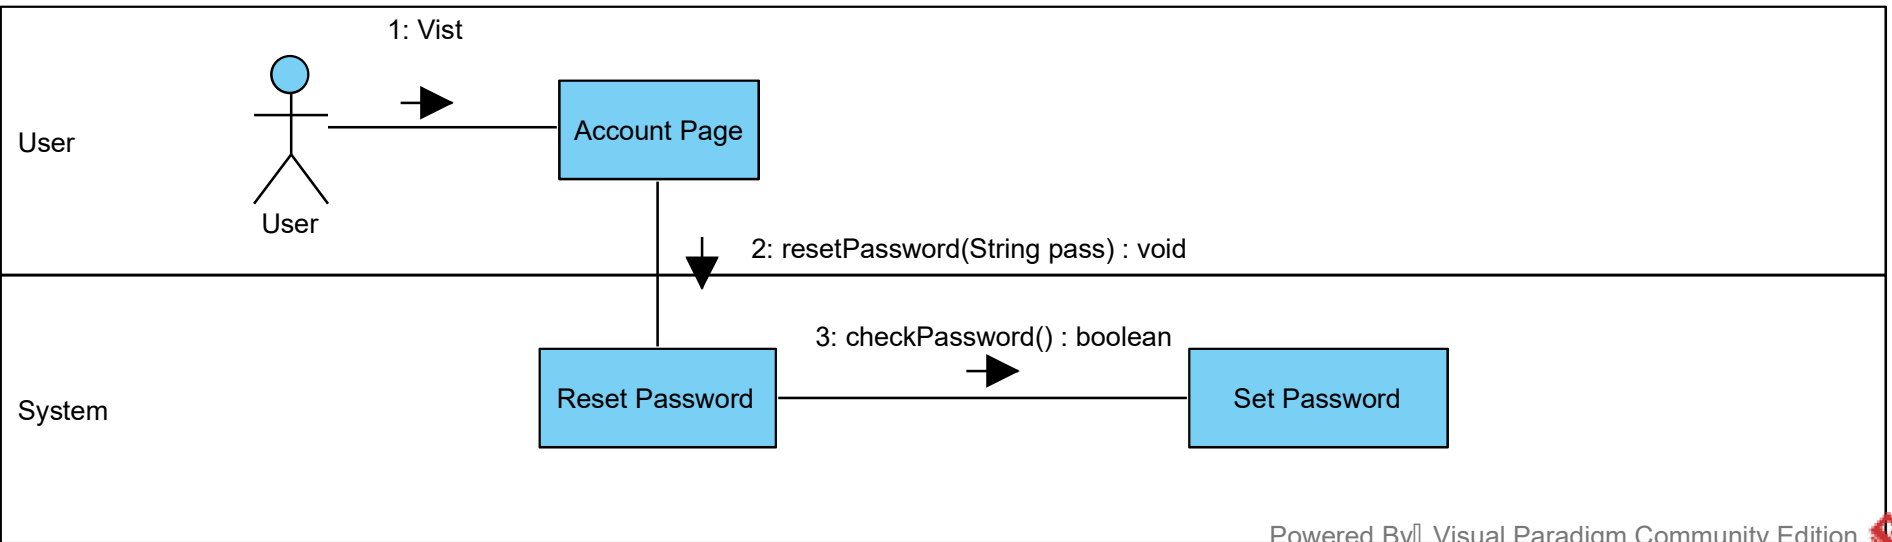 1: Vist
Account Page
User
User
2: resetPassword(String pass) : void
3: checkPassword() : boolean
Reset Password
Set Password
System
Powered By Visual Paradigm Community Edition